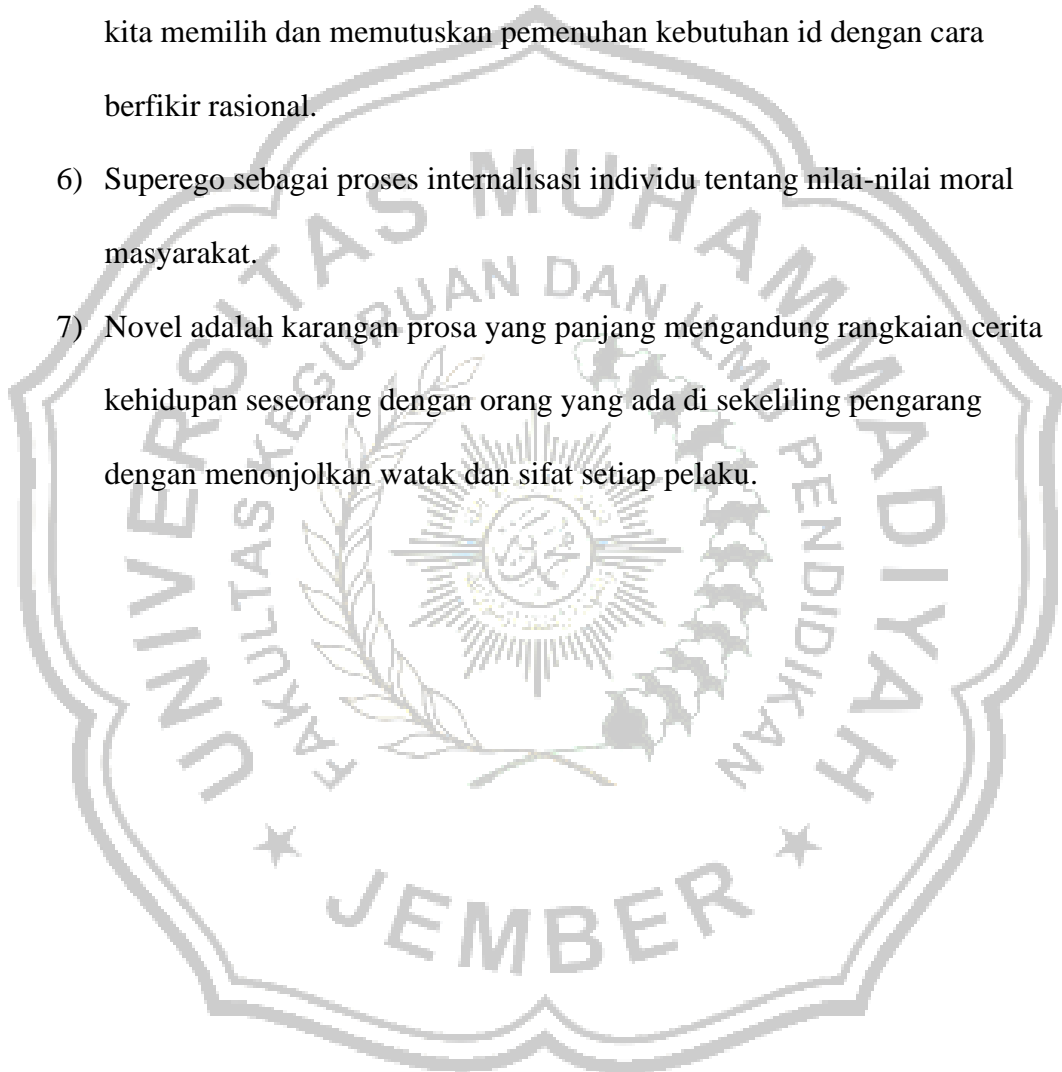 kita memilih dan memutuskan pemenuhan kebutuhan id dengan cara
berfikir rasional.
6) Superego sebagai proses internalisasi individu tentang nilai-nilai moral
masyarakat.
7) Novel adalah karangan prosa yang panjang mengandung rangkaian cerita
kehidupan seseorang dengan orang yang ada di sekeliling pengarang
dengan menonjolkan watak dan sifat setiap pelaku.
UNIVERSITAS MUHAMMADIYAH
FAKULTAS KEGURUAN DAN ILMU PENDIDIKAN
JEMBER